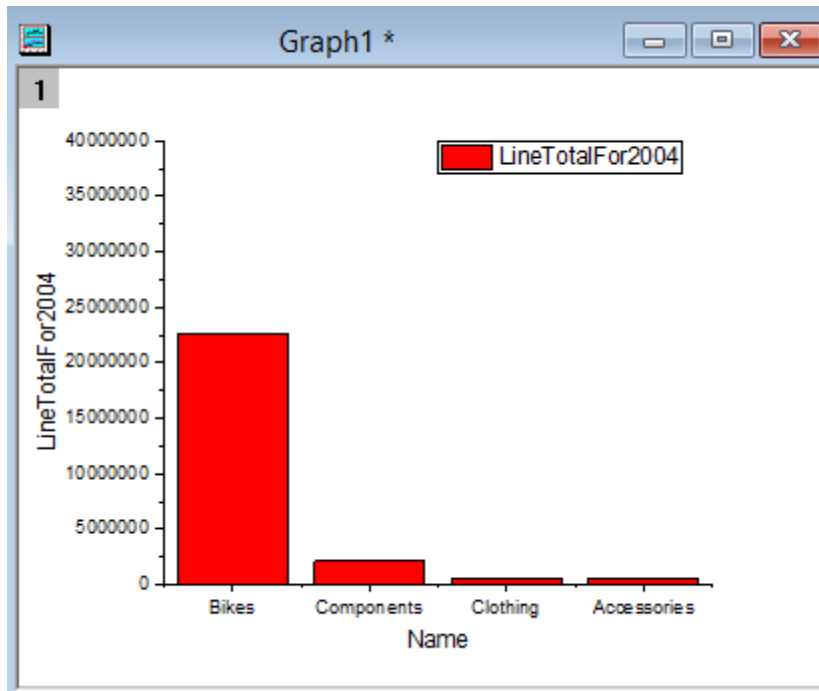 Graph1 *
1
LineTotalFor2004
40000000
35000000
30000000
25000000
20000000
15000000
10000000
5000000
0
LineTotalFor2004
Bikes Components Clothing Accessories
Name